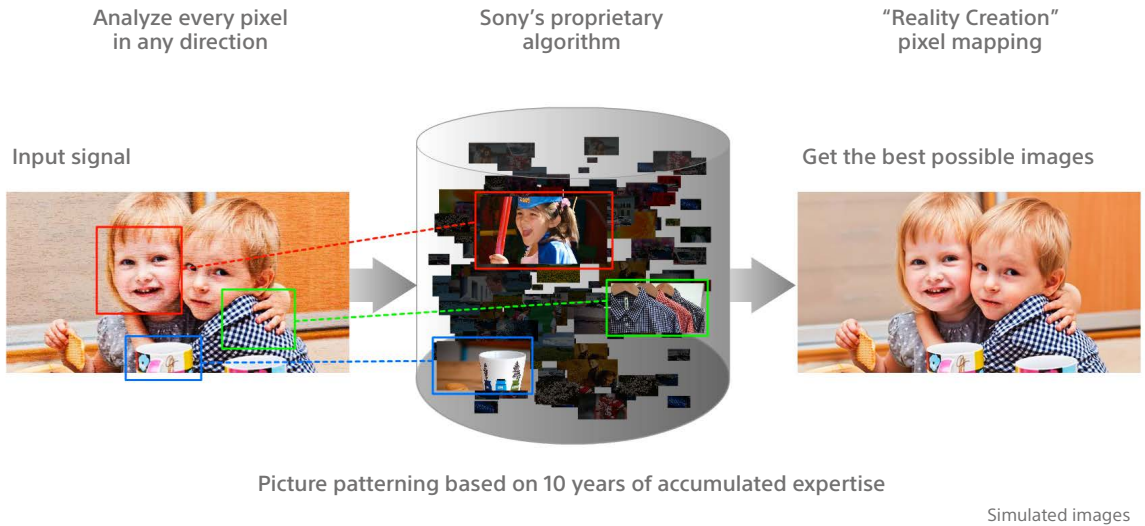 Analyze every pixel
in any direction
Sony’s proprietary
algorithm
“Reality Creation”
pixel mapping
Input signal
Get the best possible images
Picture patterning based on 10 years of accumulated expertise
Simulated images